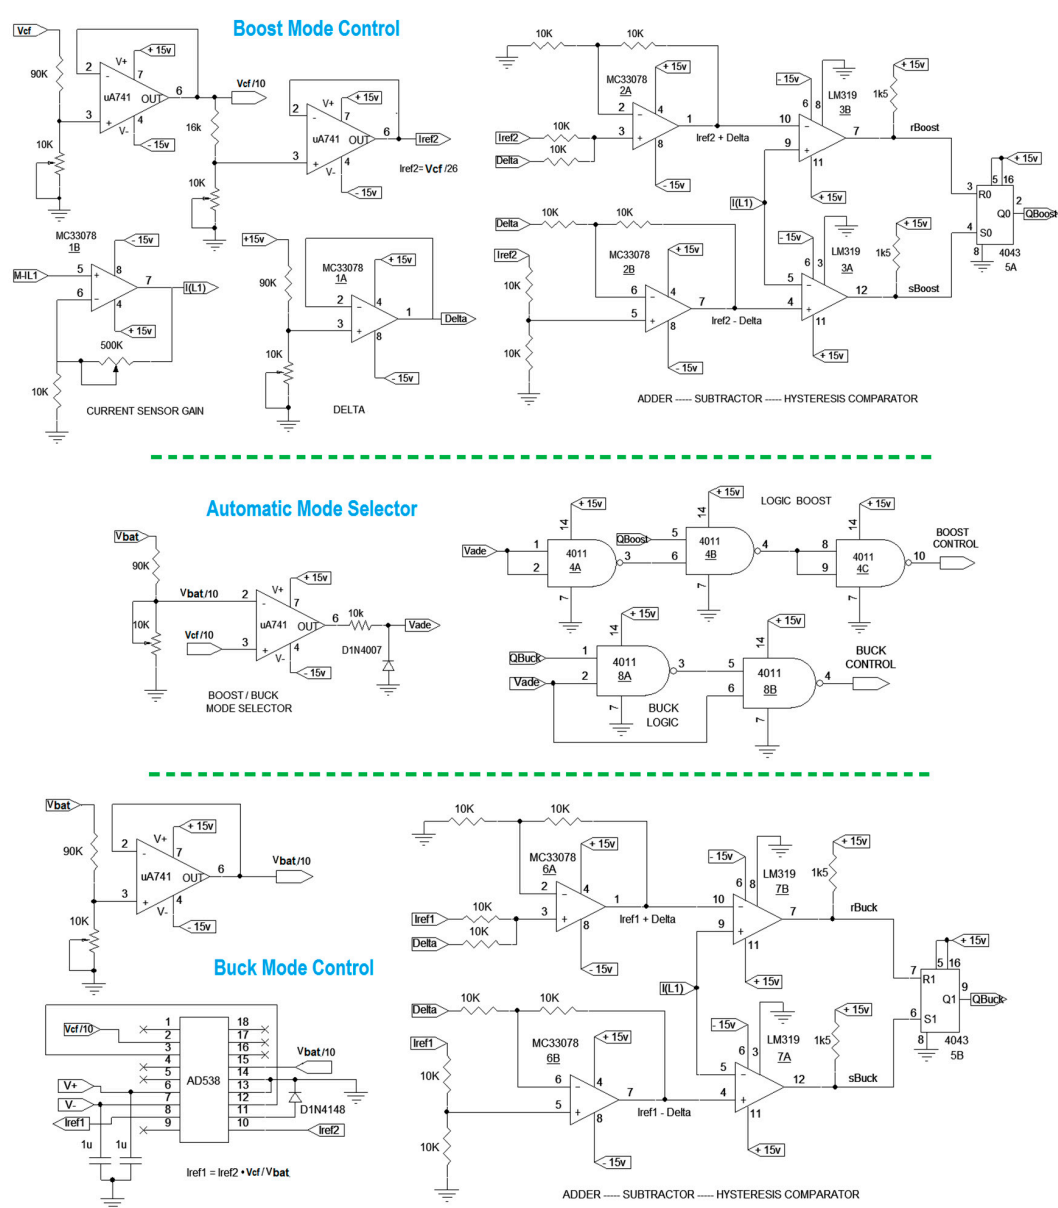 Boost Mode Control
Vcf
90K
10K
2
3
V+
+ 15v
7
uA741
OUT
6
V-
4
- 15v
Vcf/10
16k
10K
2
3
V+
+ 15v
7
uA741
OUT
6
V-
4
- 15v
Iref2
Iref2= Vcf /26
MC33078
1B
- 15v
8
M-IL1
5
6
7
I(L1)
4
+ 15v
500K
10K
CURRENT SENSOR GAIN
+15v
90K
10K
MC33078
1A
+ 15v
4
2
3
1
8
- 15v
Delta
DELTA
10K
10K
MC33078
2A
+ 15v
4
2
3
1
8
- 15v
Iref2
10K
Delta
10K
Iref2 + Delta
- 15v
6
8
LM319
3B
10
9
7
11
+ 15v
+ 15v
1k5
rBoost
I(L1)
Delta
10K
10K
Iref2
10K
10K
MC33078
2B
+ 15v
4
6
5
7
8
- 15v
Iref2 - Delta
- 15v
6
3
LM319
3A
5
4
12
11
+ 15v
+ 15v
1k5
sBoost
+ 15v
5 16
3
R0
Q0
2
QBoost
4
S0
8
4043
5A
ADDER ----- SUBTRACTOR ----- HYSTERESIS COMPARATOR
Automatic Mode Selector
Vbat
90K
10K
Vbat/10
Vcf/10
2
3
V+
+ 15v
7
uA741
OUT
6
V-
4
- 15v
10k
D1N4007
Vade
BOOST / BUCK
MODE SELECTOR
LOGIC BOOST
Vade
1
2
14
+ 15v
4011
4A
3
7
QBoost
5
6
14
+ 15v
4011
4B
4
7
8
9
14
+ 15v
4011
4C
10
7
BOOST
CONTROL
QBuck
Vade
1
2
14
+ 15v
4011
8A
3
7
BUCK
LOGIC
5
6
14
+ 15v
4011
8B
4
7
BUCK
CONTROL
Vbat
90K
10K
2
3
V+
+ 15v
7
uA741
OUT
6
V-
4
- 15v
Vbat/10
Buck Mode Control
Vcf/10
V+
V-
Iref1
1
2
3
4
5
6
7
8
9
AD538
18
17
16
15
14
13
12
11
10
Vbat/10
D1N4148
Iref2
1u
1u
Iref1 = Iref2 • Vcf / Vbat
10K
10K
MC33078
6A
+ 15v
4
2
3
1
8
- 15v
Iref1
10K
Delta
10K
Iref1 + Delta
- 15v
6
8
LM319
7B
10
9
7
11
+ 15v
+ 15v
1k5
rBuck
I(L1)
Delta
10K
10K
Iref1
10K
10K
MC33078
6B
+ 15v
4
6
5
7
8
- 15v
Iref1 - Delta
- 15v
6
3
LM319
7A
5
4
12
11
+ 15v
+ 15v
1k5
sBuck
+ 15v
5 16
7
R1
Q1
9
QBuck
6
S1
8
4043
5B
ADDER ----- SUBTRACTOR ---- HYSTERESIS COMPARATOR